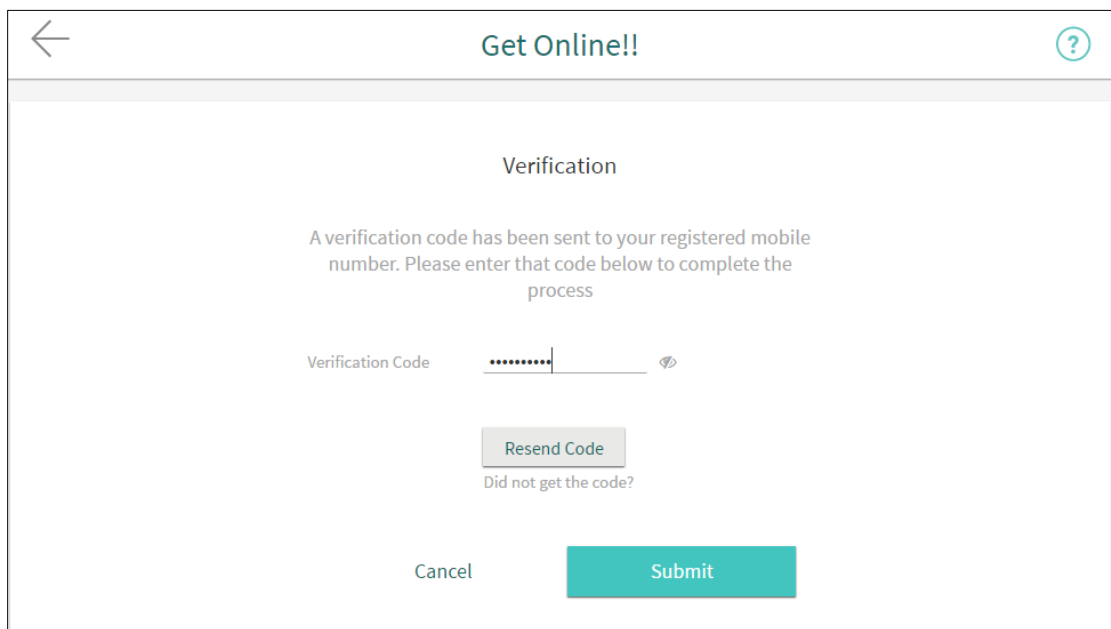 Get Online!!
?
Verification
A verification code has been sent to your registered mobile
number. Please enter that code below to complete the
process
Verification Code ••••••••••
Resend Code
Did not get the code?
Cancel Submit